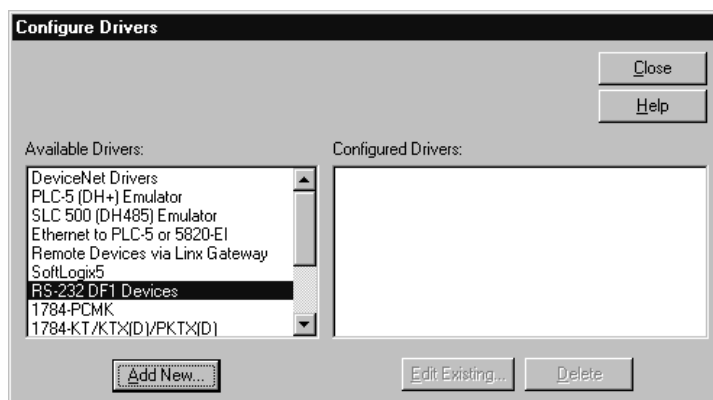 Configure Drivers
Close
Help
Available Drivers:
Configured Drivers:
DeviceNet Drivers
PLC-5 (DH+) Emulator
SLC 500 (DH485) Emulator
Ethernet to PLC-5 or 5820-EI
Remote Devices via Linx Gateway
SoftLogix5
RS-232 DF1 Devices
1784-PCMK
1784-KT/KTX(D)/PKTX(D)
Add New...
Edit Existing...
Delete